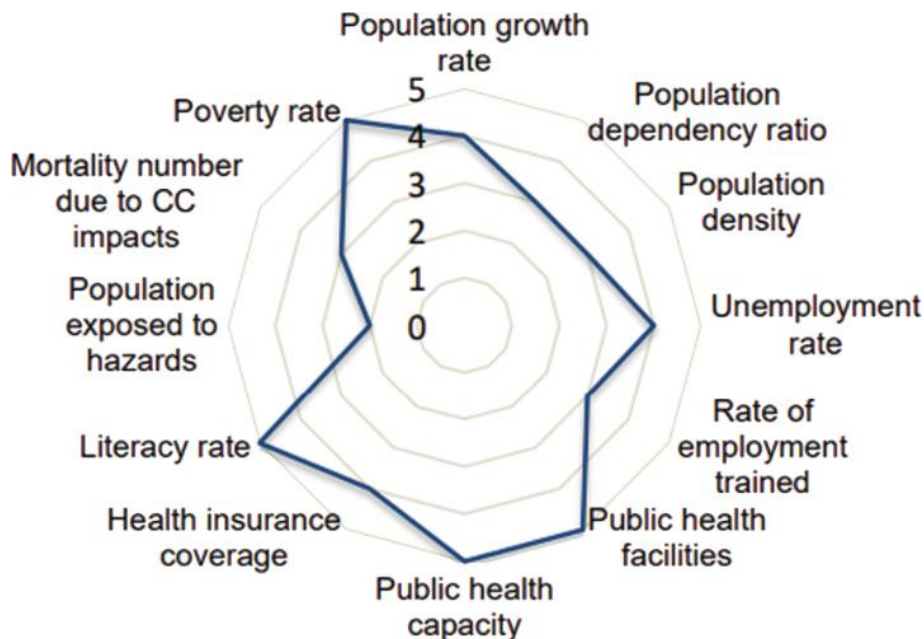 Population growth
rate
Population
dependency ratio
Population
density
Unemployment
rate
Rate of
employment
trained
Public health
facilities
Public health
capacity
Health insurance
coverage
Literacy rate
Population
exposed to
hazards
Mortality number
due to CC
impacts
Poverty rate
5
4
3
2
1
0